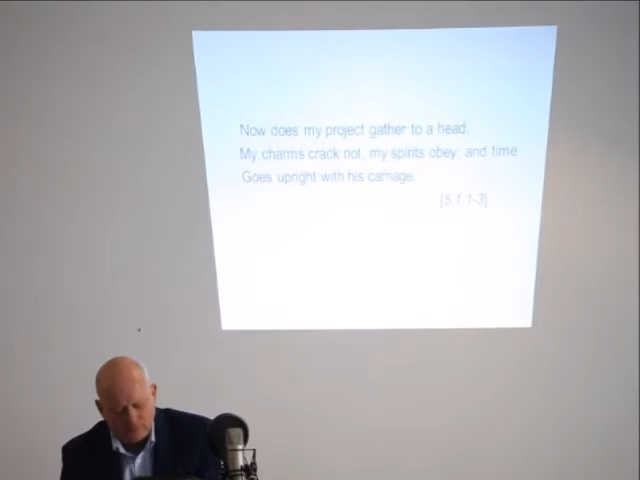 Now does my project gather to a head.
My charms crack not, my spirits obey, and time
Goes upright with his carriage.
[5,1,1-3]